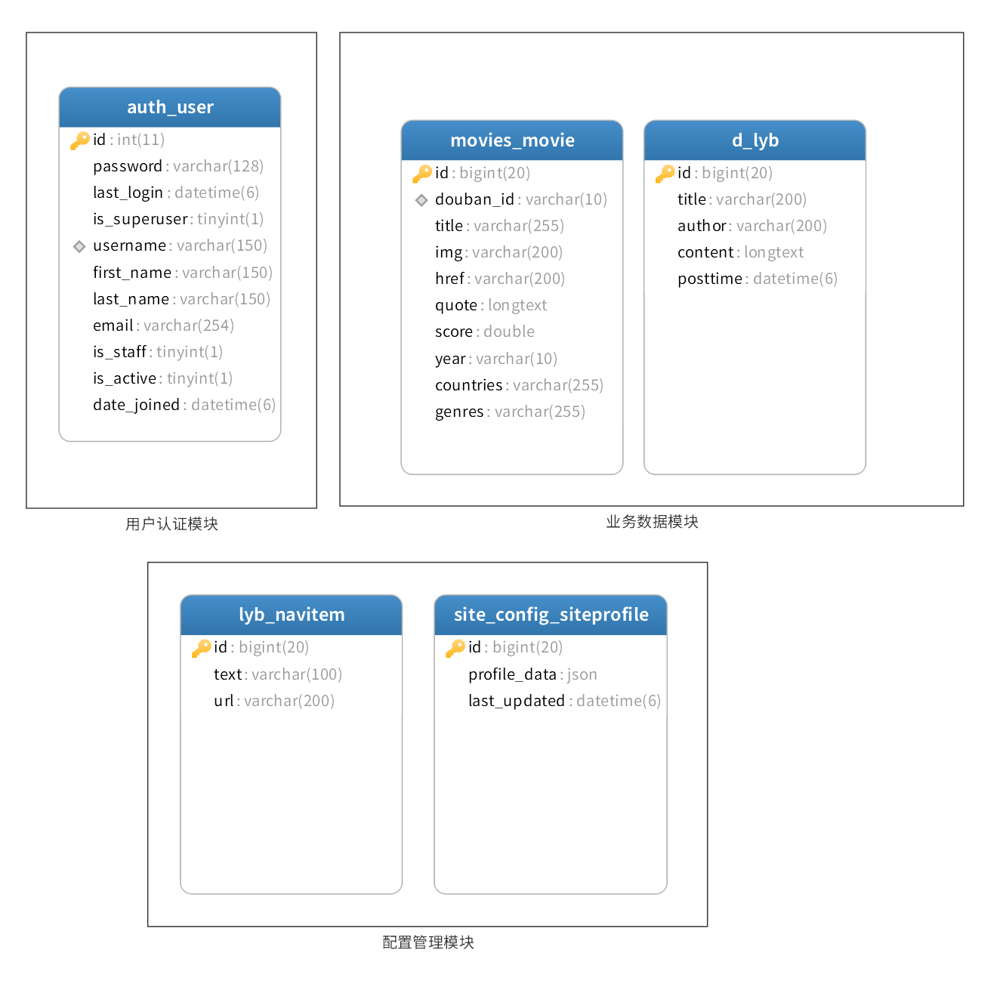 auth_user
id : int(11)
password : varchar(128)
last_login : datetime(6)
is_superuser : tinyint(1)
username : varchar(150)
first_name : varchar(150)
last_name : varchar(150)
email : varchar(254)
is_staff : tinyint(1)
is_active : tinyint(1)
date_joined : datetime(6)
用户认证模块
movies_movie
id : bigint(20)
douban_id : varchar(10)
title : varchar(255)
img : varchar(200)
href : varchar(200)
quote : longtext
score : double
year : varchar(10)
countries : varchar(255)
genres : varchar(255)
d_lyb
id : bigint(20)
title : varchar(200)
author : varchar(200)
content : longtext
posttime : datetime(6)
业务数据模块
lyb_navitem
id : bigint(20)
text : varchar(100)
url : varchar(200)
site_config_siteprofile
id : bigint(20)
profile_data : json
last_updated : datetime(6)
配置管理模块